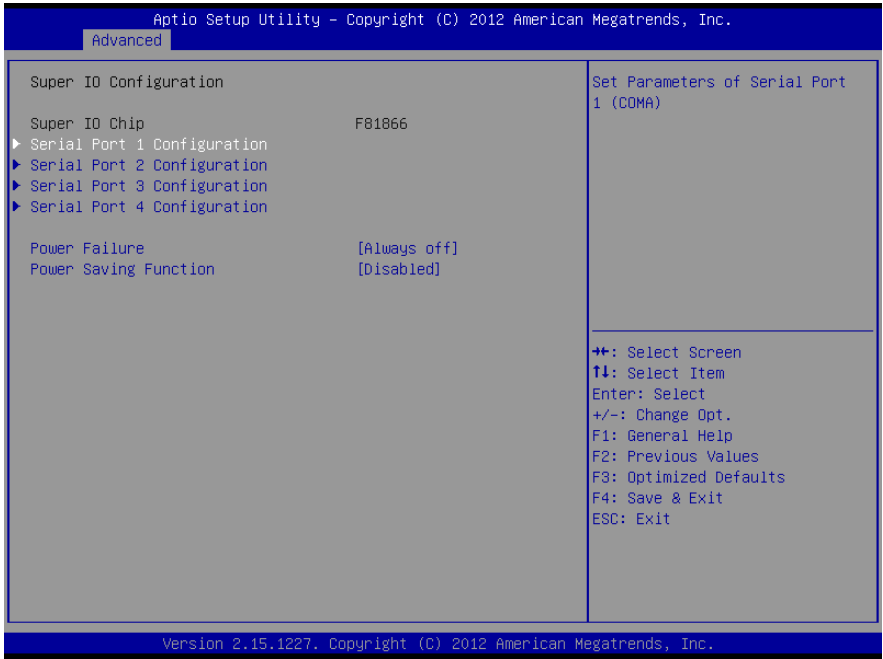 Aptio Setup Utility – Copyright (C) 2012 American Megatrends, Inc.
Advanced
Super IO Configuration
Super IO Chip F81866
Serial Port 1 Configuration
Serial Port 2 Configuration
Serial Port 3 Configuration
Serial Port 4 Configuration
Power Failure [Always off]
Power Saving Function [Disabled]
Set Parameters of Serial Port
1 (COMA)
→←: Select Screen
↑↓: Select Item
Enter: Select
+/-: Change Opt.
F1: General Help
F2: Previous Values
F3: Optimized Defaults
F4: Save & Exit
ESC: Exit
Version 2.15.1227. Copyright (C) 2012 American Megatrends, Inc.